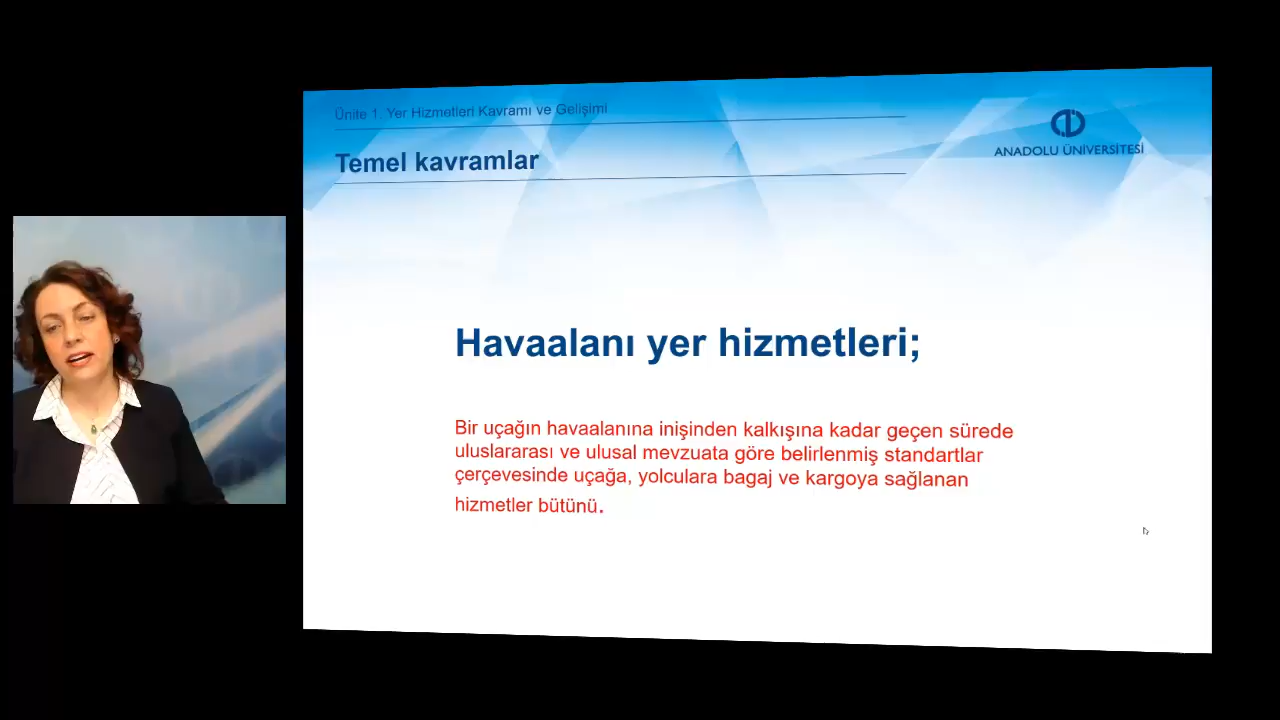 Ünite 1. Yer Hizmetleri Kavramı ve Gelişimi
Temel kavramlar
ANADOLU ÜNİVERSİTESİ
Havaalanı yer hizmetleri;
Bir uçağın havaalanına inişinden kalkışına kadar geçen sürede
uluslararası ve ulusal mevzuata göre belirlenmiş standartlar
çerçevesinde uçağa, yolculara bagaj ve kargoya sağlanan
hizmetler bütünü.